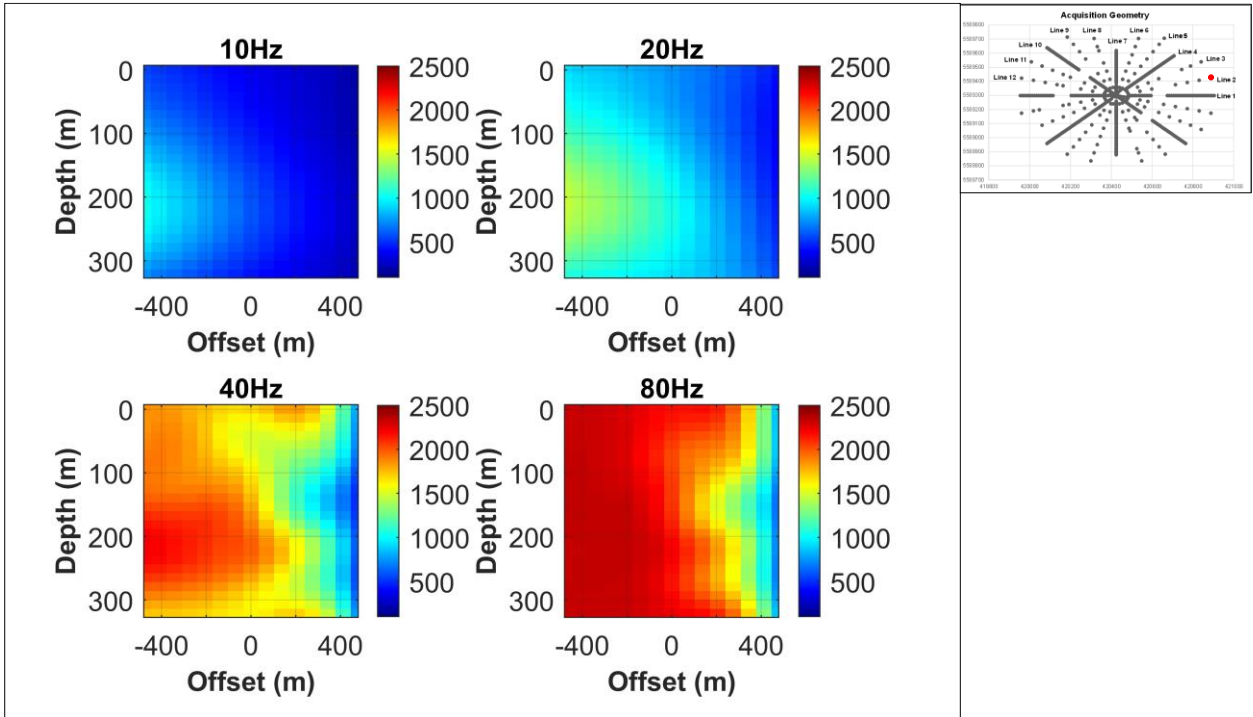 10Hz
0
100
200
300
Depth (m)
-400 0 400
Offset (m)
2500
2000
1500
1000
500
20Hz
0
100
200
300
Depth (m)
-400 0 400
Offset (m)
2500
2000
1500
1000
500
40Hz
0
100
200
300
Depth (m)
-400 0 400
Offset (m)
2500
2000
1500
1000
500
80Hz
0
100
200
300
Depth (m)
-400 0 400
Offset (m)
2500
2000
1500
1000
500
Acquisition Geometry
Line 9
Line 8
Line 7
Line 6
Line 5
Line 10
Line 4
Line 11
Line 3
Line 12
Line 2
Line 1